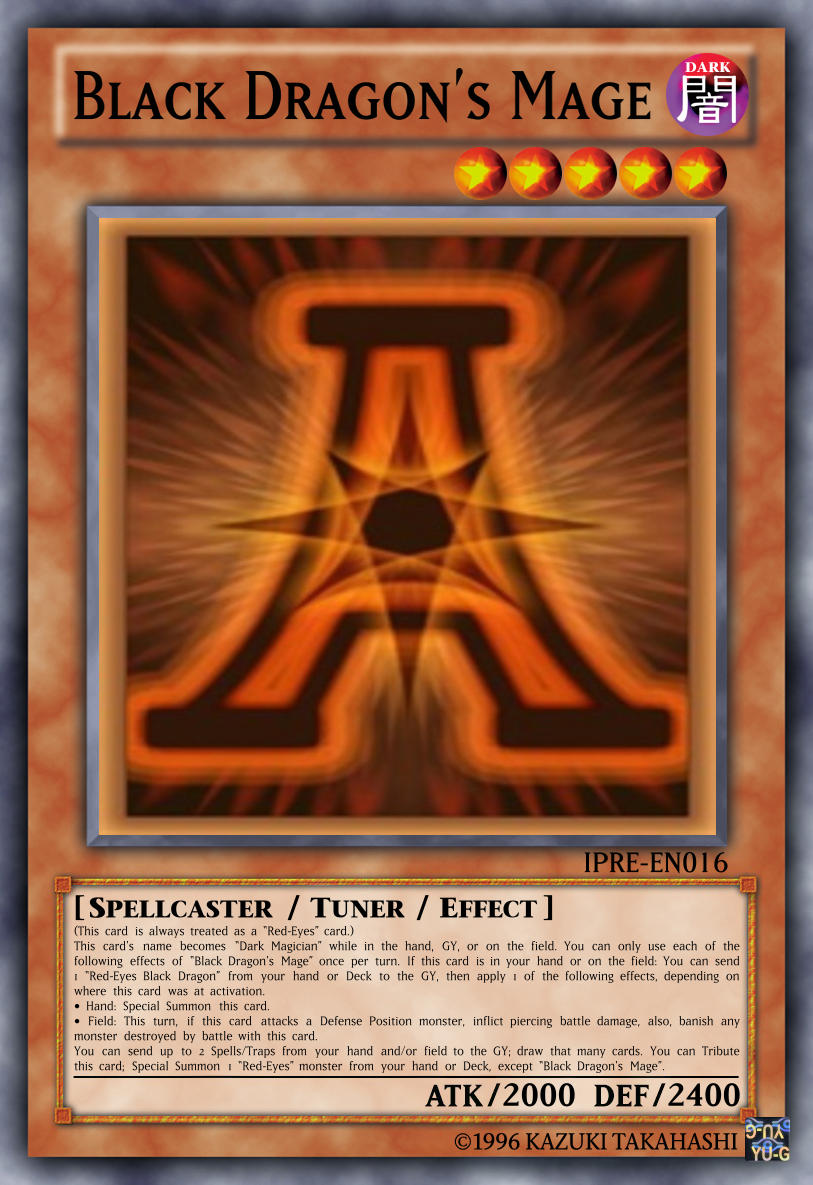 Black Dragon's Mage
DARK
闇
A
IPRE-EN016
[ Spellcaster / Tuner / Effect ]
(This card is always treated as a "Red-Eyes" card.)
This card's name becomes "Dark Magician" while in the hand, GY, or on the field. You can only use each of the
following effects of "Black Dragon's Mage" once per turn. If this card is in your hand or on the field: You can send
1 "Red-Eyes Black Dragon" from your hand or Deck to the GY, then apply 1 of the following effects, depending on
where this card was at activation.
• Hand: Special Summon this card.
• Field: This turn, if this card attacks a Defense Position monster, inflict piercing battle damage, also, banish any
monster destroyed by battle with this card.
You can send up to 2 Spells/Traps from your hand and/or field to the GY; draw that many cards. You can Tribute
this card; Special Summon 1 "Red-Eyes" monster from your hand or Deck, except "Black Dragon's Mage".
ATK/2000 DEF/2400
©1996 KAZUKI TAKAHASHI
YU-G
YU-G